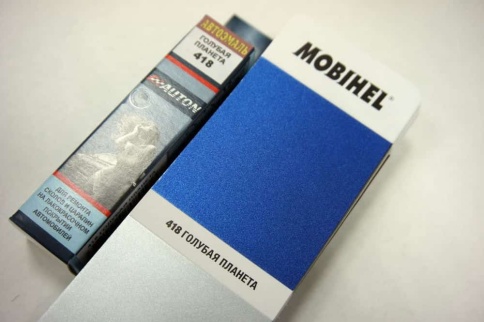 АВТОЭМАЛЬ
ГОЛУБАЯ
ПЛАНЕТА
418
AUTON
ДЛЯ РЕМОНТА
СКОЛОВ И ЦАРАПИН
НА ЛАКОКРАСОЧНОМ
ПОКРЫТИИ
АВТОМОБИЛЕЙ
MOBIHEL®
418 ГОЛУБАЯ ПЛАНЕТА